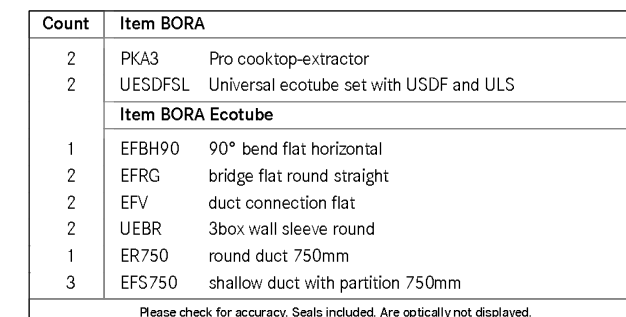 Count Item BORA
2 PKA3 Pro cooktop-extractor
2 UESDFSL Universal ecotube set with USDF and ULS
Item BORA Ecotube
1 EFBH90 90° bend flat horizontal
2 EFRG bridge flat round straight
2 EFV duct connection flat
2 UEBR 3box wall sleeve round
1 ER750 round duct 750mm
3 EFS750 shallow duct with partition 750mm
Please check for accuracy. Seals included. Are optically not displayed.